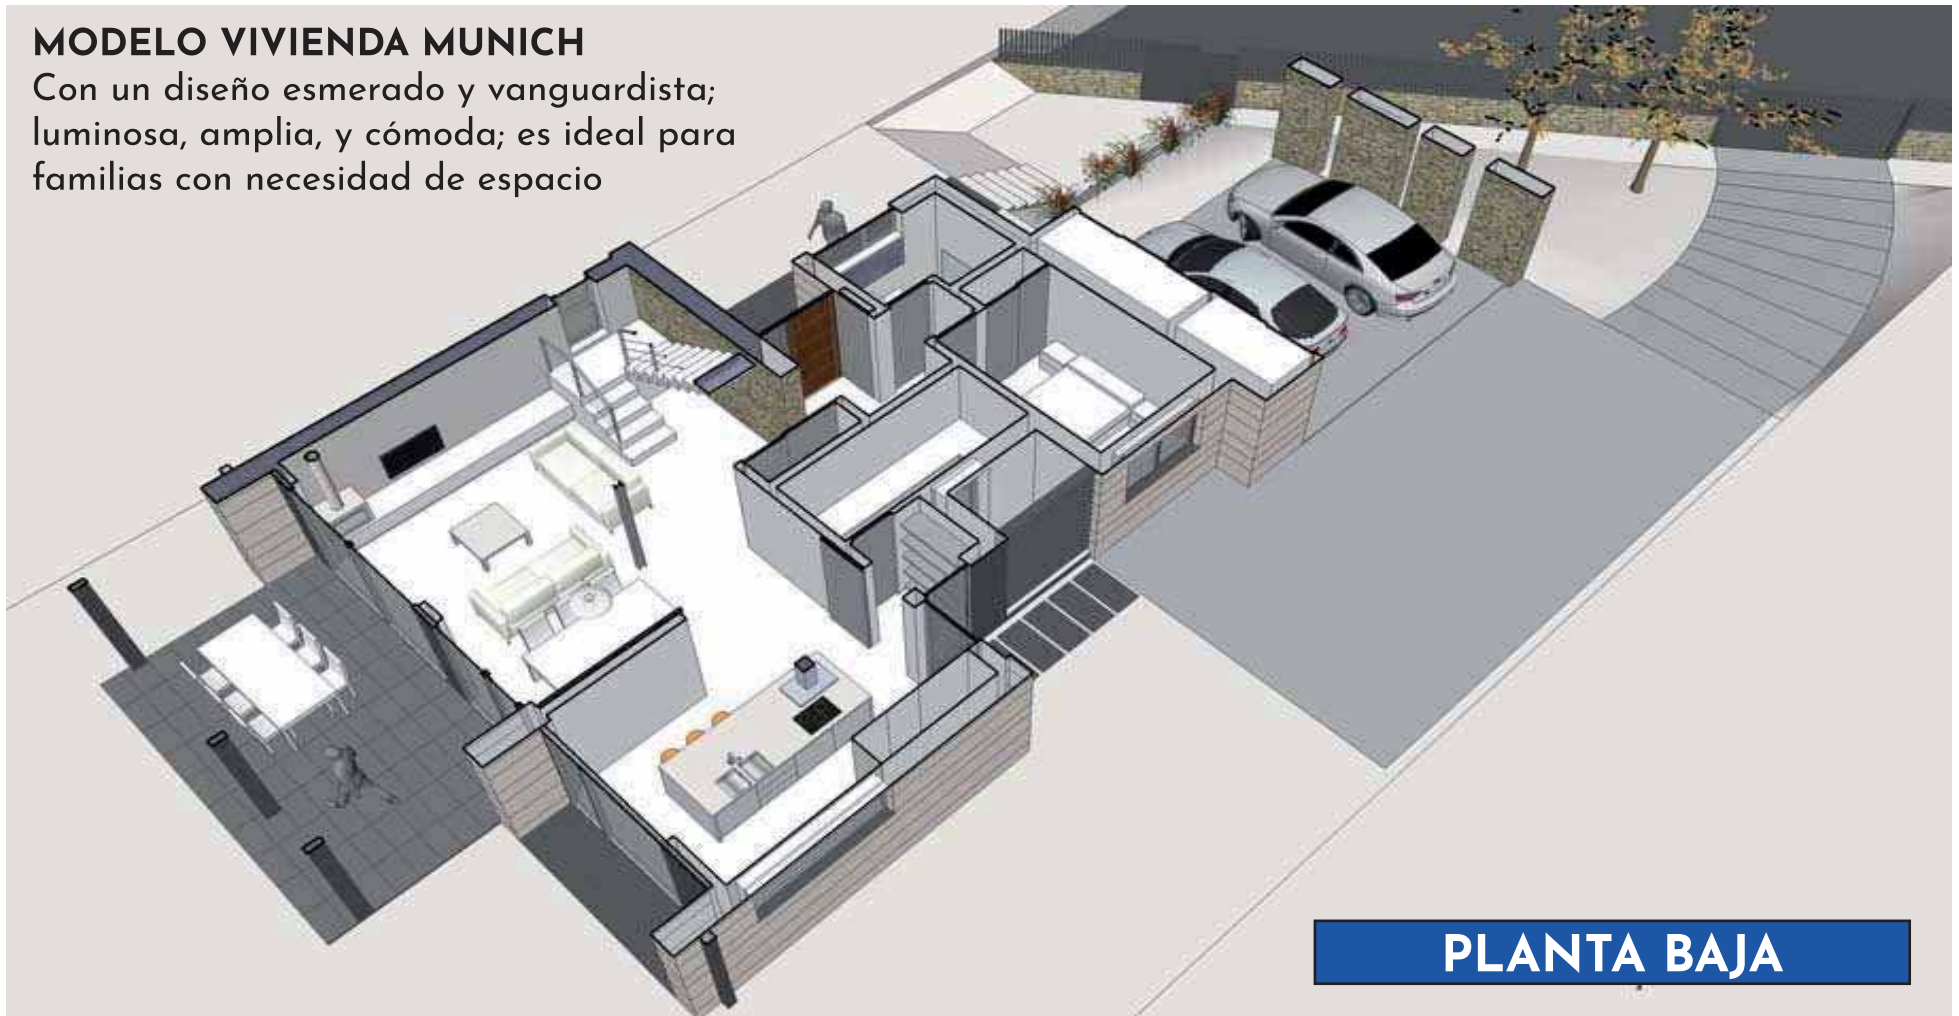 MODELO VIVIENDA MUNICH
Con un diseño esmerado y vanguardista;
luminosa, amplia, y cómoda; es ideal para
familias con necesidad de espacio
PLANTA BAJA